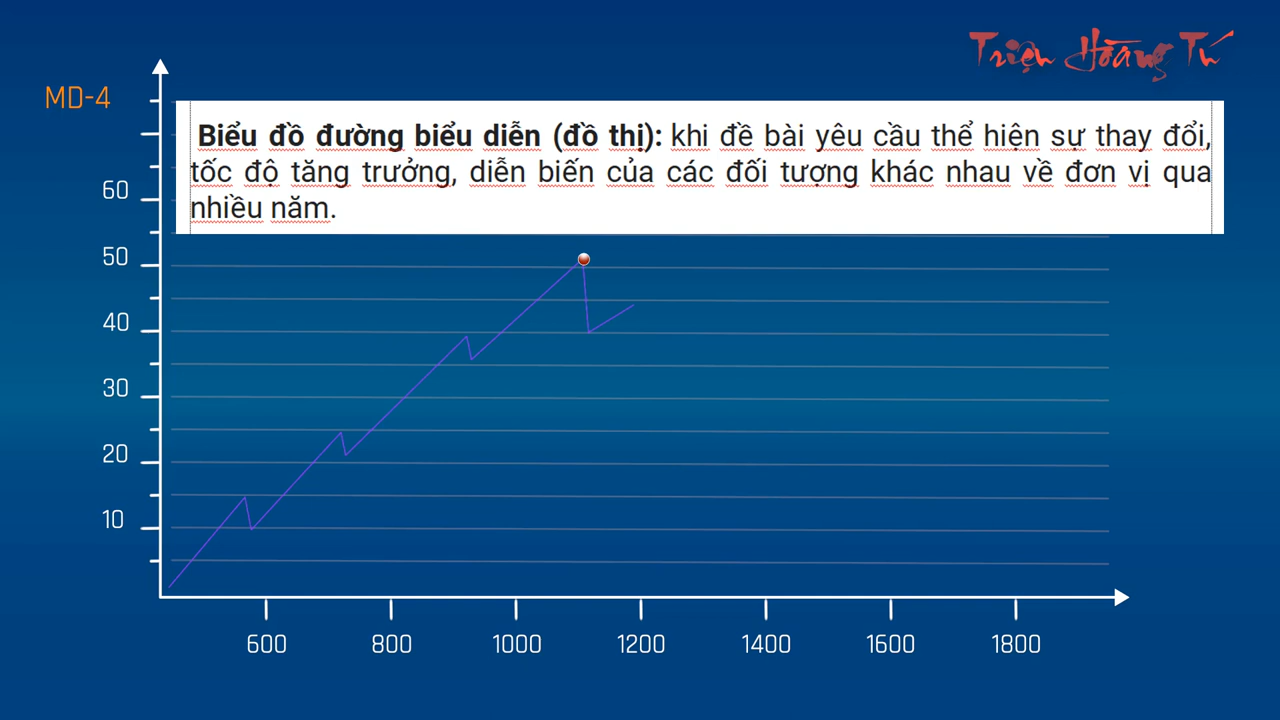 Triệu Hoàng Tú
MD-4
Biểu đồ đường biểu diễn (đồ thị): khi đề bài yêu cầu thể hiện sự thay đổi,
tốc độ tăng trưởng, diễn biến của các đối tượng khác nhau về đơn vị qua
nhiều năm.
60
50
40
30
20
10
600 800 1000 1200 1400 1600 1800